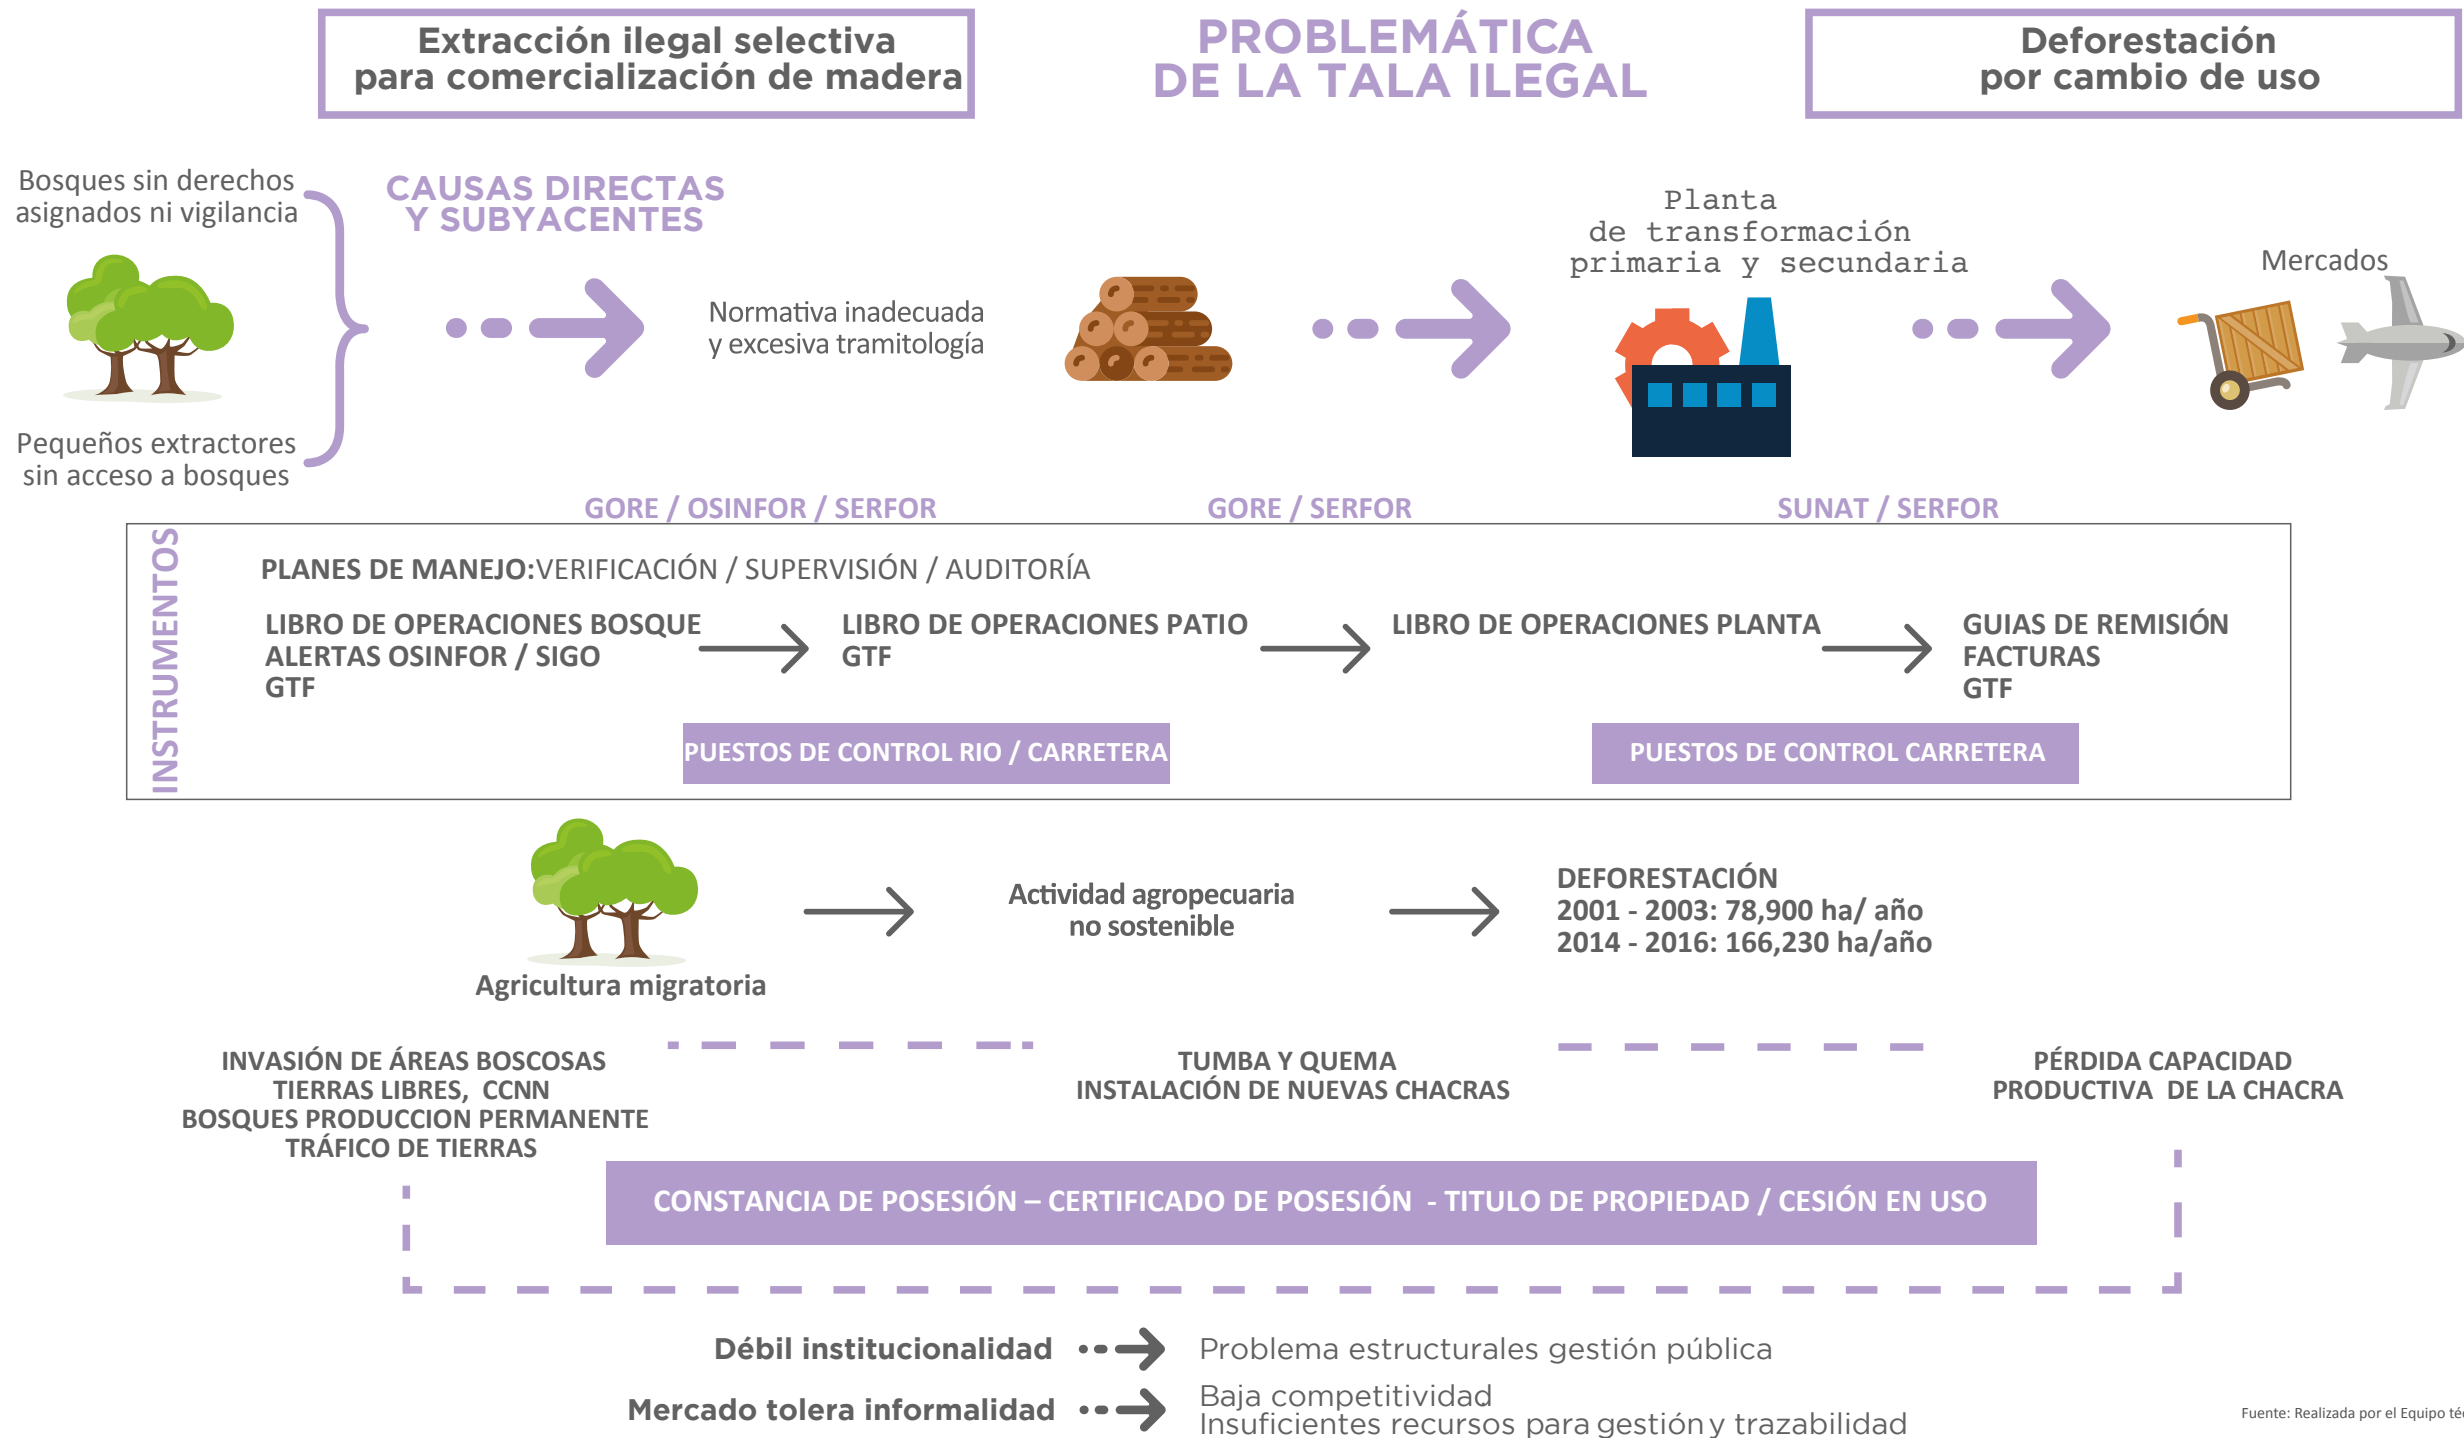 Extracción ilegal selectiva
para comercialización de madera
PROBLEMÁTICA
DE LA TALA ILEGAL
Deforestación
por cambio de uso
Bosques sin derechos
asignados ni vigilancia
CAUSAS DIRECTAS
Y SUBYACENTES
Normativa inadecuada
y excesiva tramitología
Planta
de transformación
primaria y secundaria
Mercados
Pequeños extractores
sin acceso a bosques
GORE / OSINFOR / SERFOR
GORE / SERFOR
SUNAT / SERFOR
INSTRUMENTOS
PLANES DE MANEJO:VERIFICACIÓN / SUPERVISIÓN / AUDITORÍA
LIBRO DE OPERACIONES BOSQUE
ALERTAS OSINFOR / SIGO
GTF
LIBRO DE OPERACIONES PATIO
GTF
LIBRO DE OPERACIONES PLANTA
GUIAS DE REMISIÓN
FACTURAS
GTF
PUESTOS DE CONTROL RIO / CARRETERA
PUESTOS DE CONTROL CARRETERA
Agricultura migratoria
Actividad agropecuaria
no sostenible
DEFORESTACIÓN
2001 - 2003: 78,900 ha/ año
2014 - 2016: 166,230 ha/año
INVASIÓN DE ÁREAS BOSCOSAS
TIERRAS LIBRES, CCNN
BOSQUES PRODUCCION PERMANENTE
TRÁFICO DE TIERRAS
TUMBA Y QUEMA
INSTALACIÓN DE NUEVAS CHACRAS
PÉRDIDA CAPACIDAD
PRODUCTIVA DE LA CHACRA
CONSTANCIA DE POSESIÓN – CERTIFICADO DE POSESIÓN - TITULO DE PROPIEDAD / CESIÓN EN USO
Débil institucionalidad
Problema estructurales gestión pública
Mercado tolera informalidad
Baja competitividad
Insuficientes recursos para gestión y trazabilidad
Fuente: Realizada por el Equipo